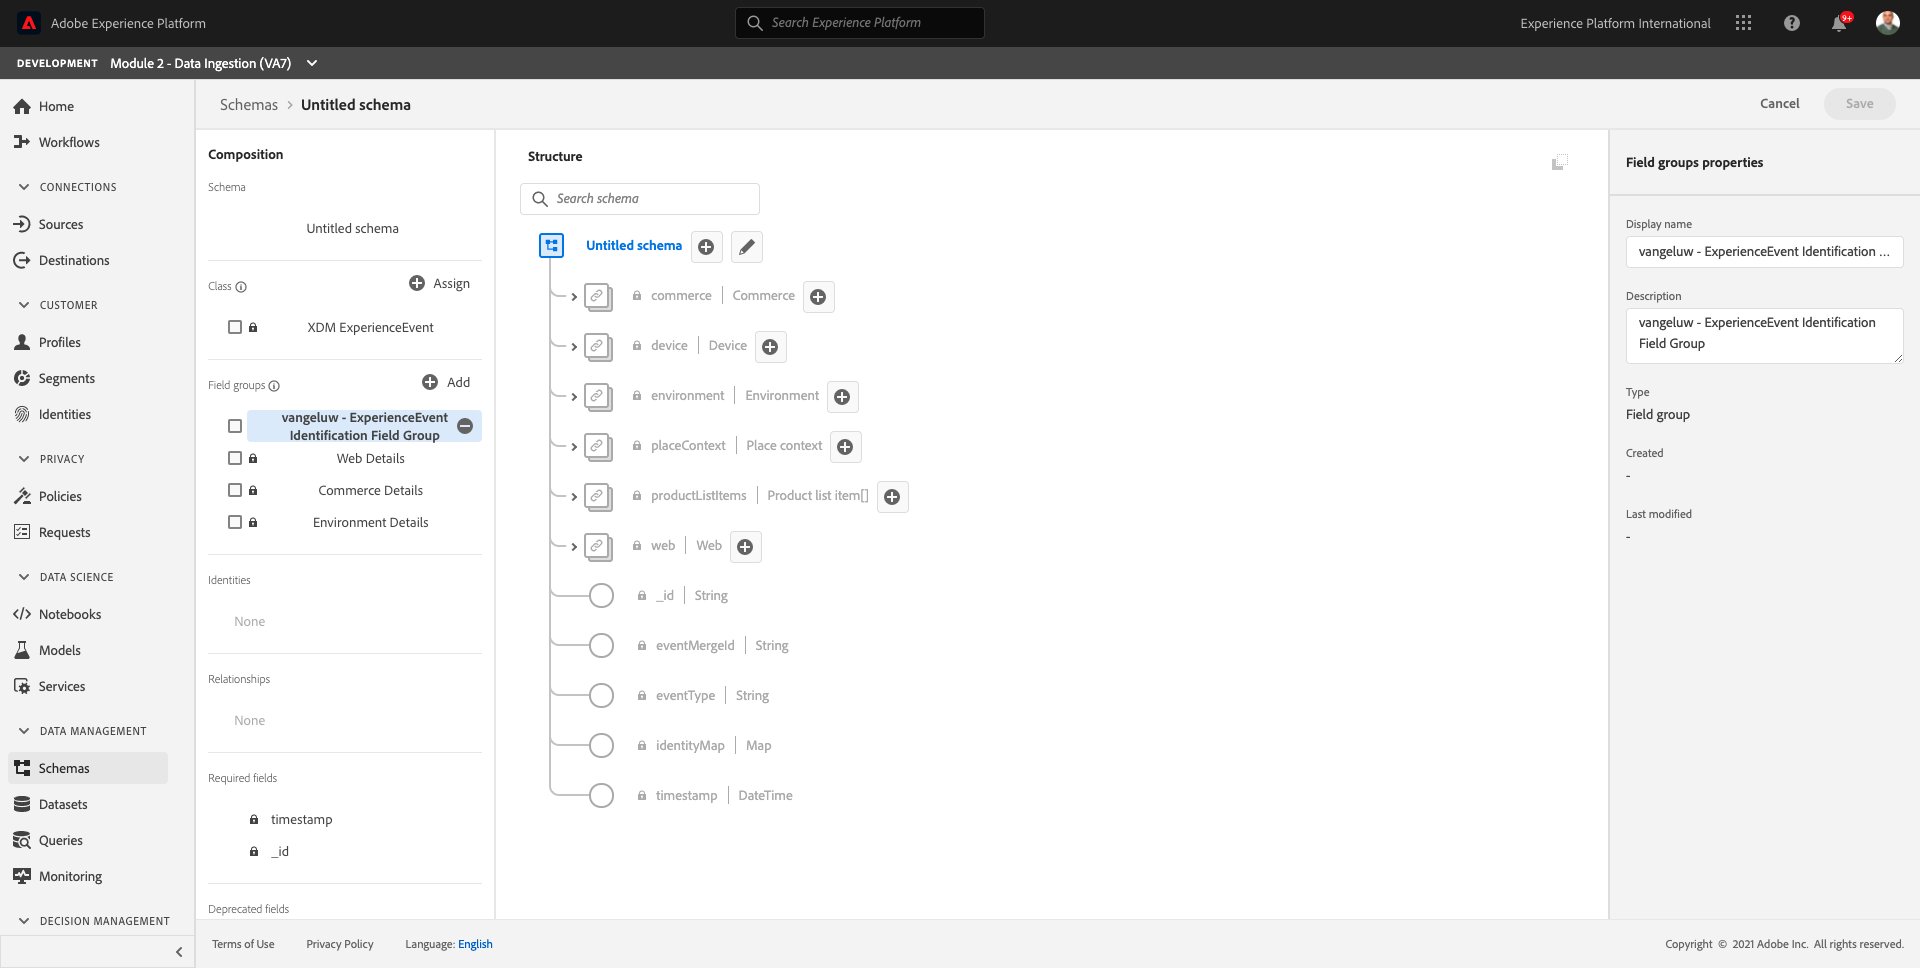 Adobe Experience Platform
Search Experience Platform
Experience Platform International
9+
DEVELOPMENT Module 2 - Data Ingestion (VA7)
Home
Workflows
CONNECTIONS
Sources
Destinations
CUSTOMER
Profiles
Segments
Identities
PRIVACY
Policies
Requests
DATA SCIENCE
Notebooks
Models
Services
DATA MANAGEMENT
Schemas
Datasets
Queries
Monitoring
DECISION MANAGEMENT
Schemas > Untitled schema
Cancel
Save
Composition
Schema
Untitled schema
Class
Assign
XDM ExperienceEvent
Field groups
Add
vangeluw - ExperienceEvent
Identification Field Group
Web Details
Commerce Details
Environment Details
Identities
None
Relationships
None
Required fields
timestamp
_id
Deprecated fields
Structure
Search schema
Untitled schema
commerce | Commerce
device | Device
environment | Environment
placeContext | Place context
productListItems | Product list item[]
web | Web
_id | String
eventMergeId | String
eventType | String
identityMap | Map
timestamp | DateTime
Field groups properties
Display name
vangeluw - ExperienceEvent Identification ...
Description
vangeluw - ExperienceEvent Identification
Field Group
Type
Field group
Created
-
Last modified
-
Terms of Use
Privacy Policy
Language: English
Copyright © 2021 Adobe Inc. All rights reserved.